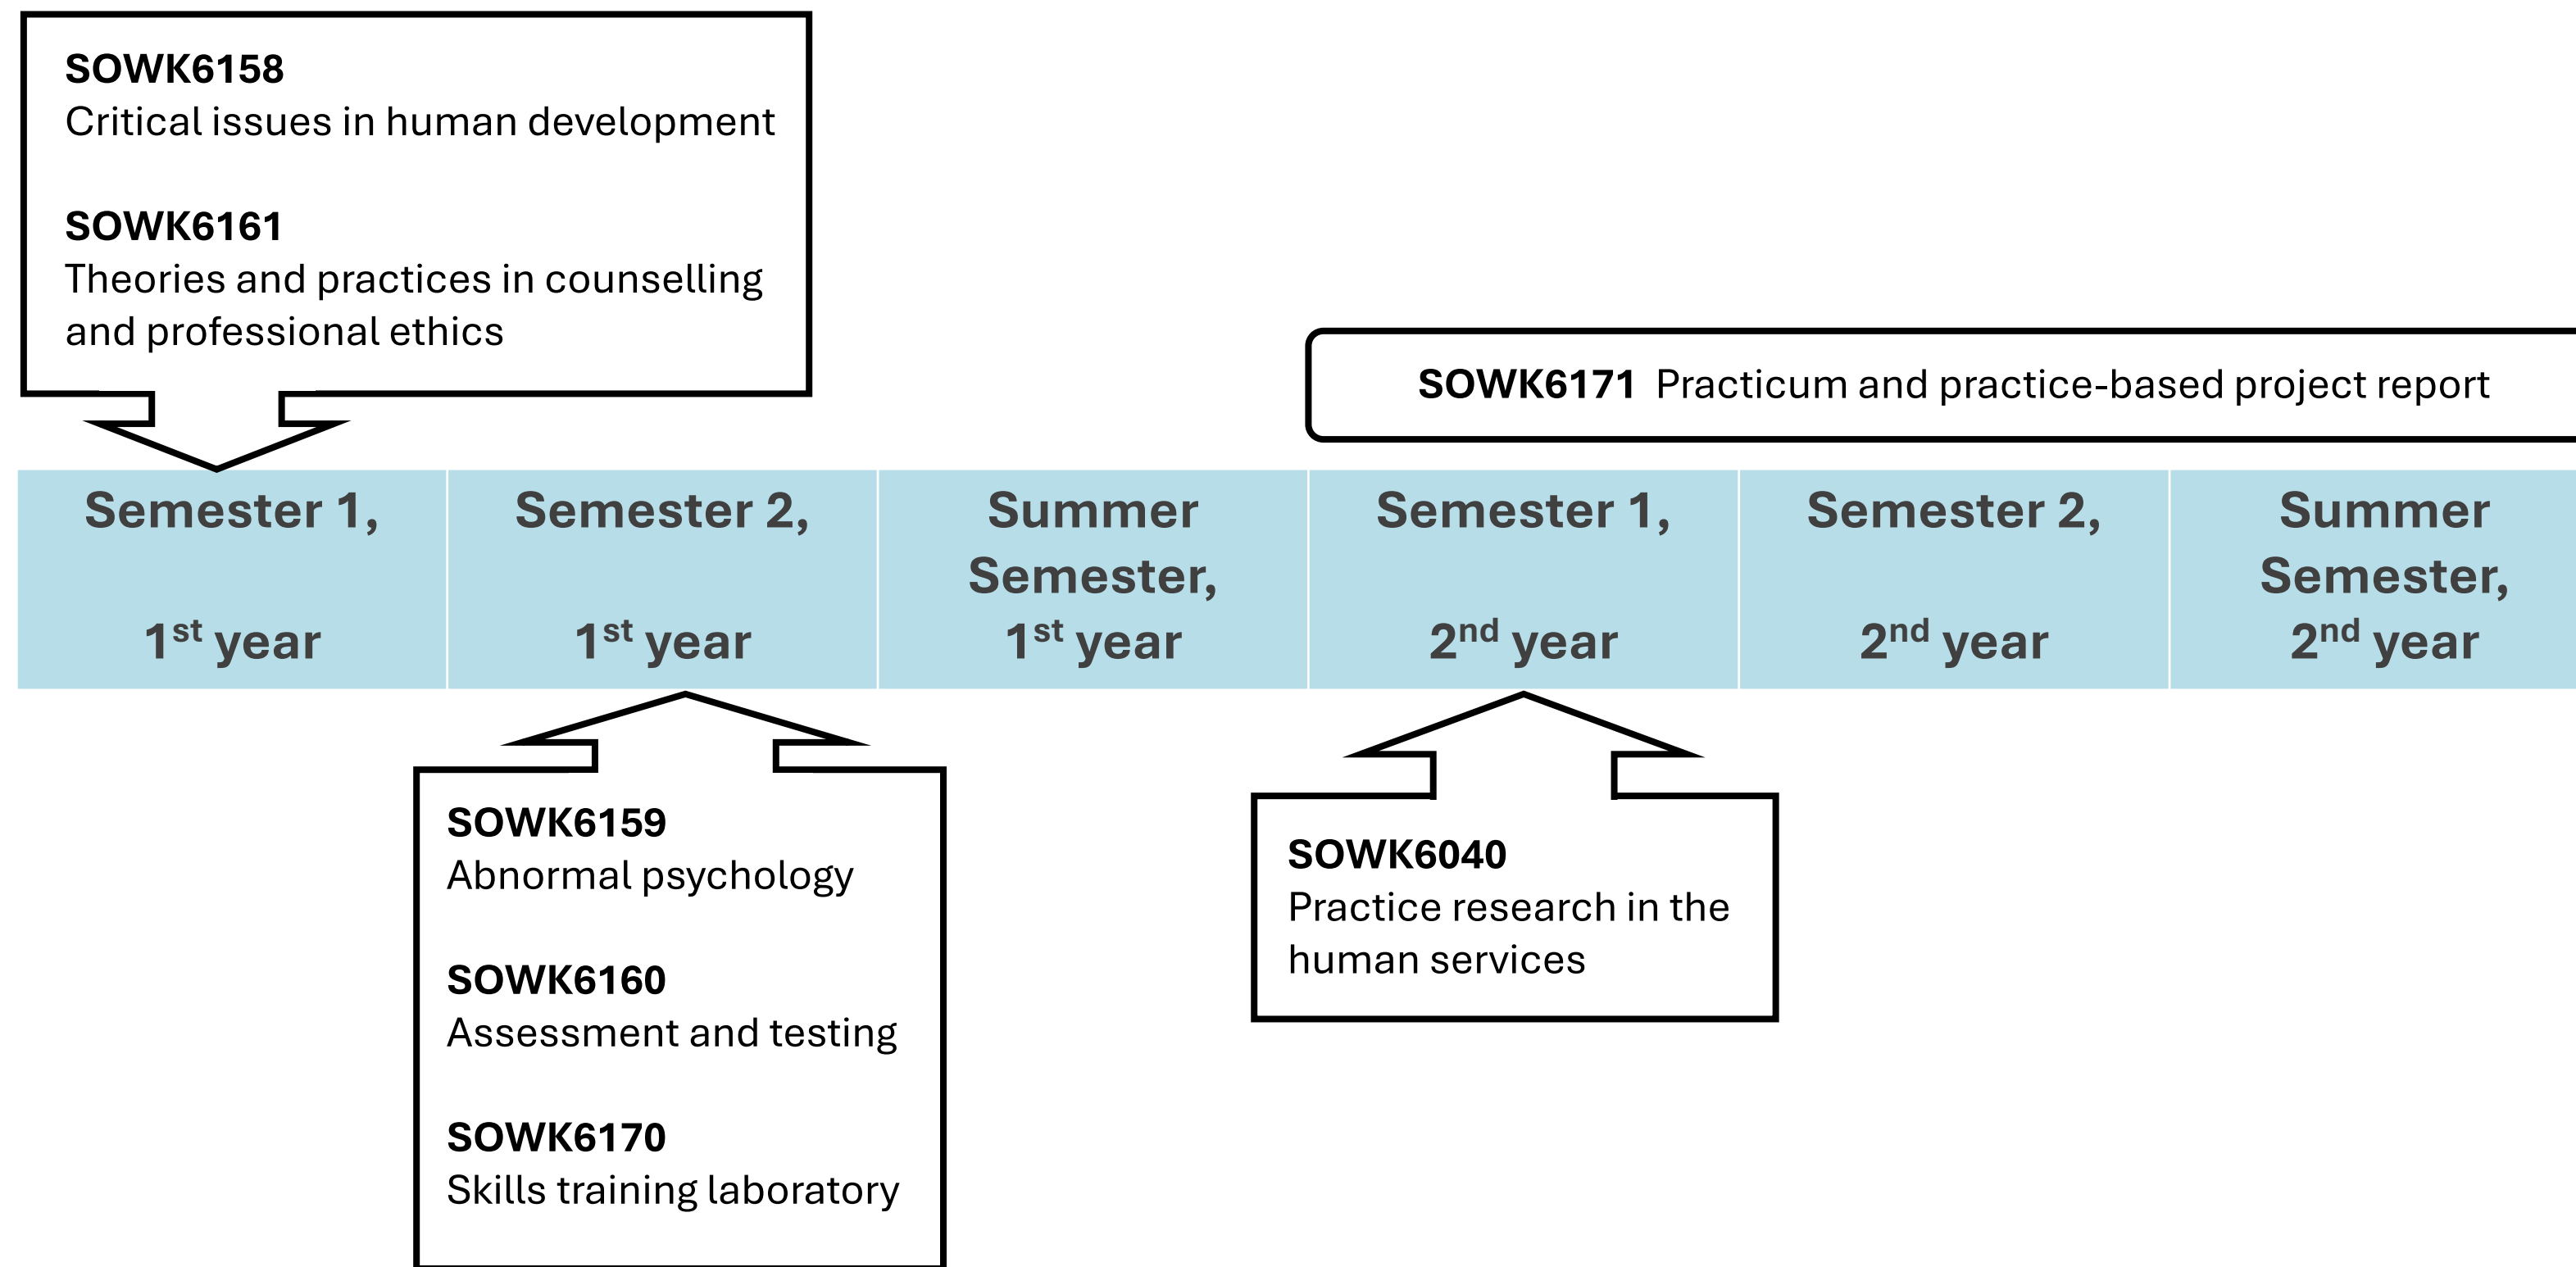 SOWK6158
Critical issues in human development
SOWK6161
Theories and practices in counselling
and professional ethics
SOWK6171 Practicum and practice-based project report
Semester 1,
1st year
Semester 2,
1st year
Summer
Semester,
1st year
Semester 1,
2nd year
Semester 2,
2nd year
Summer
Semester,
2nd year
SOWK6159
Abnormal psychology
SOWK6160
Assessment and testing
SOWK6170
Skills training laboratory
SOWK6040
Practice research in the
human services